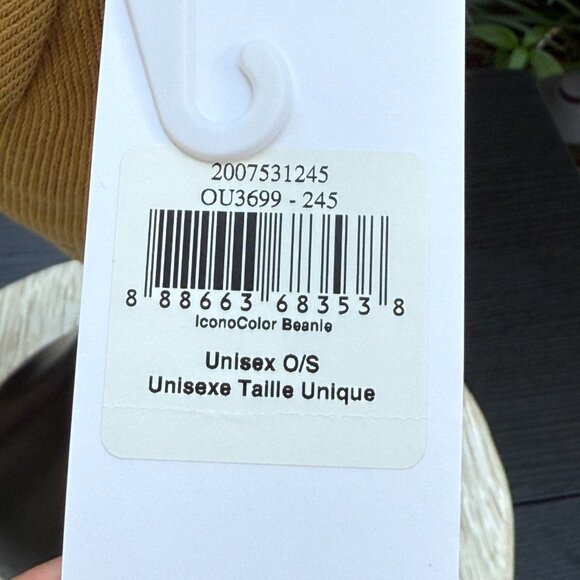 2007531245
OU3699 - 245
8 88663 68353 8
IconoColor Beanie
Unisex O/S
Unisexe Taille Unique